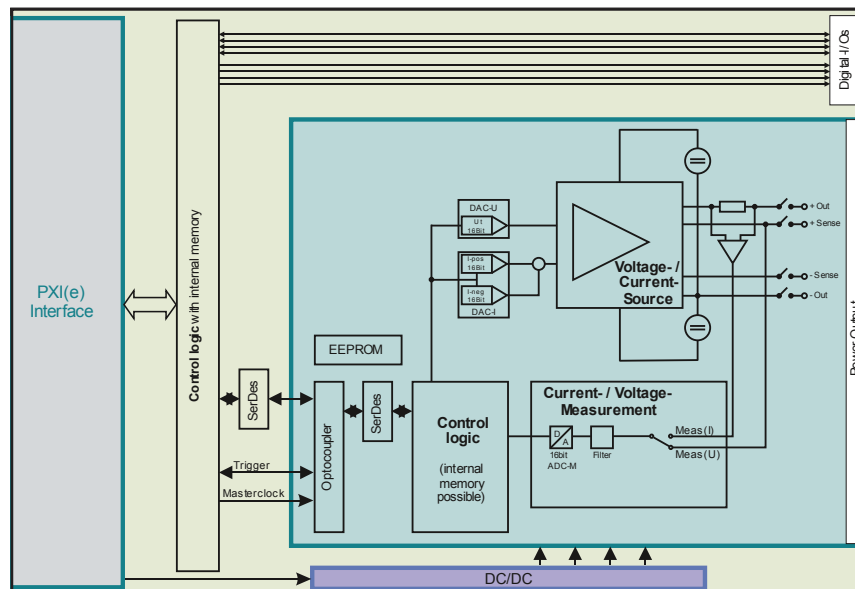 PXI(e)
Interface
Control logic with internal memory
Digital-I/Os
DAC-U
U1
16Bit
I-pos
16Bit
I-neg
16Bit
DAC-I
Voltage- /
Current-
Source
+ Out
+ Sense
- Sense
- Out
EEPROM
SerDes
Optocoupler
SerDes
Control
logic
(internal
memory
possible)
Current- / Voltage-
Measurement
D
A
16bit
ADC-M
Filter
Meas(I)
Meas(U)
Trigger
Masterclock
DC/DC
Power Output